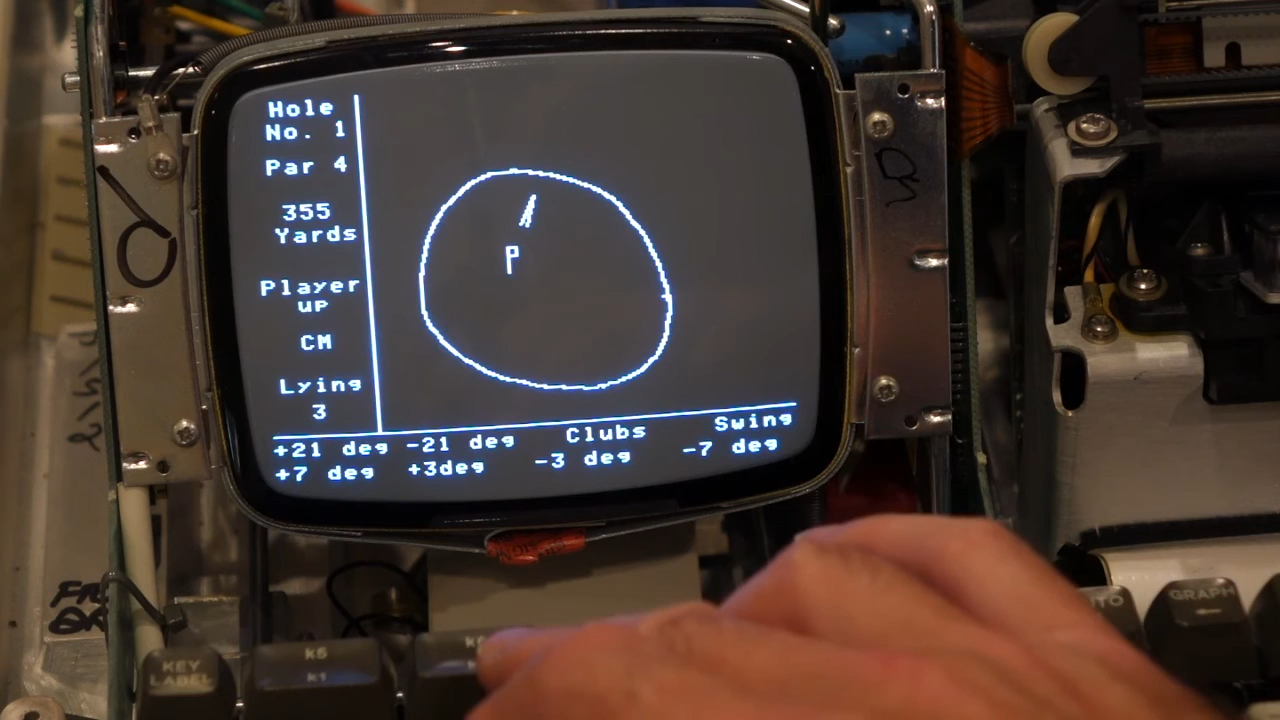 Hole
No. 1
Par 4
355
Yards
Player
up
CM
Lying
3
P
+21 deg -21 deg Clubs Swing
+7 deg +3deg -3 deg -7 deg
KEY
LABEL
k5
k1
GRAPH